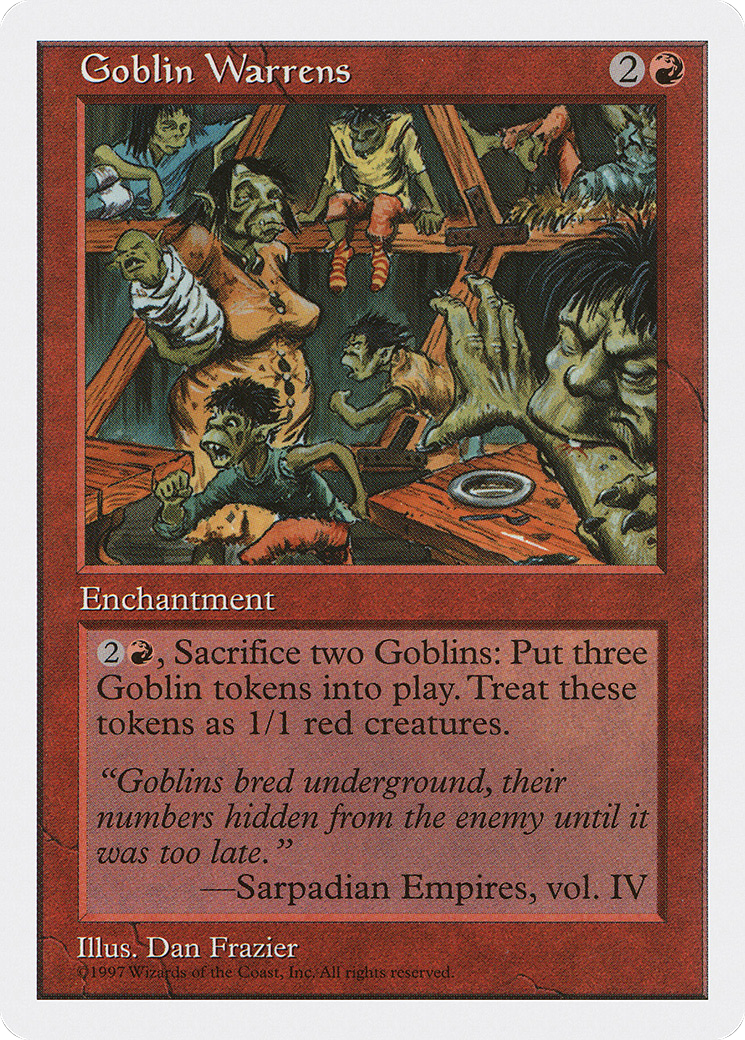 Goblin Warrens
2
Enchantment
2, Sacrifice two Goblins: Put three
Goblin tokens into play. Treat these
tokens as 1/1 red creatures.
“Goblins bred underground, their
numbers hidden from the enemy until it
was too late.”
—Sarpadian Empires, vol. IV
Illus. Dan Frazier
©1997 Wizards of the Coast, Inc. All rights reserved.